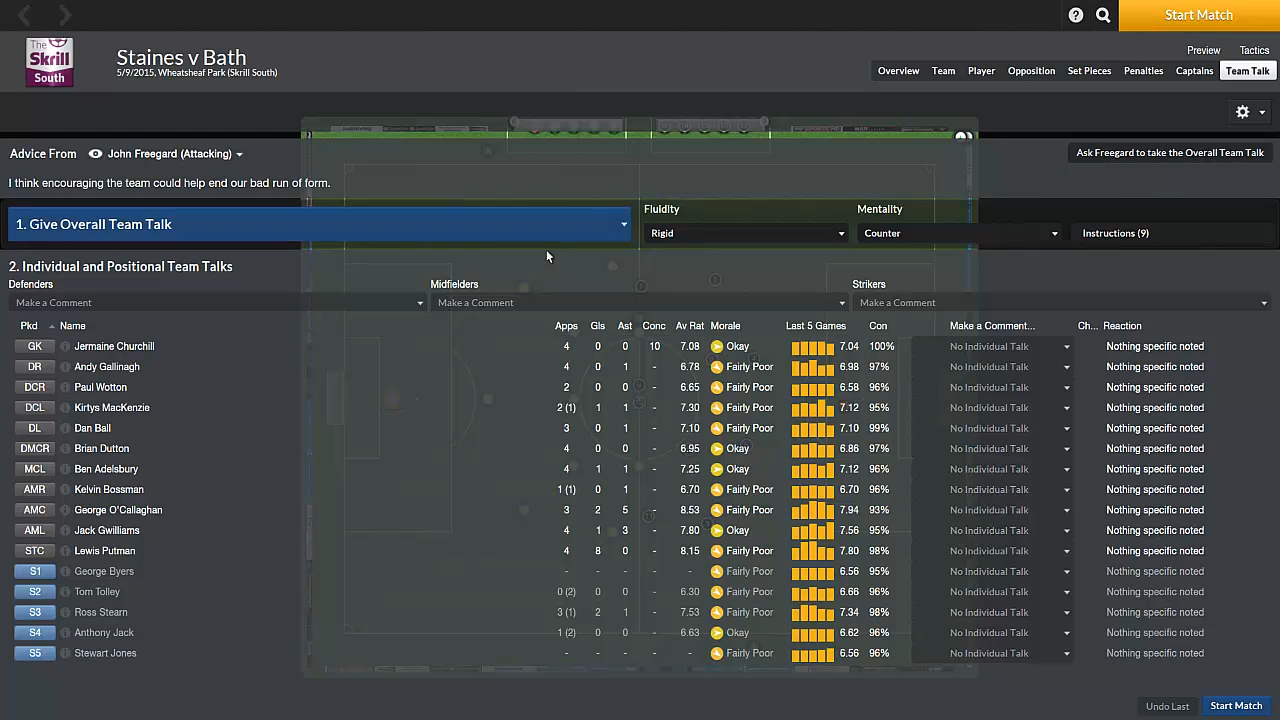 Start Match
The Skrill South
Staines v Bath
5/9/2015, Wheatsheaf Park (Skrill South)
Preview Tactics
Overview Team Player Opposition Set Pieces Penalties Captains Team Talk
Advice From John Freegard (Attacking)
Ask Freegard to take the Overall Team Talk
I think encouraging the team could help end our bad run of form.
1. Give Overall Team Talk
Fluidity Mentality
Rigid Counter Instructions (9)
2. Individual and Positional Team Talks
Defenders Midfielders Strikers
Make a Comment Make a Comment Make a Comment
Pkd Name Apps Gls Ast Conc Av Rat Morale Last 5 Games Con Make a Comment... Ch... Reaction
GK Jermaine Churchill 4 0 0 10 7.08 Okay 7.04 100% No Individual Talk Nothing specific noted
DR Andy Gallinagh 4 0 1 - 6.78 Fairly Poor 6.98 97% No Individual Talk Nothing specific noted
DCR Paul Wotton 2 0 0 - 6.65 Fairly Poor 6.58 96% No Individual Talk Nothing specific noted
DCL Kirtys MacKenzie 2 (1) 1 1 - 7.30 Fairly Poor 7.12 95% No Individual Talk Nothing specific noted
DL Dan Ball 3 0 1 - 7.10 Fairly Poor 7.10 99% No Individual Talk Nothing specific noted
DMCR Brian Dutton 4 0 0 - 6.95 Okay 6.86 97% No Individual Talk Nothing specific noted
MCL Ben Adelsbury 4 1 1 - 7.25 Okay 7.12 96% No Individual Talk Nothing specific noted
AMR Kelvin Bossman 1 (1) 0 1 - 6.70 Fairly Poor 6.70 96% No Individual Talk Nothing specific noted
AMC George O'Callaghan 3 2 5 - 8.53 Fairly Poor 7.94 93% No Individual Talk Nothing specific noted
AML Jack Gwilliams 4 1 3 - 7.80 Okay 7.56 95% No Individual Talk Nothing specific noted
STC Lewis Putman 4 8 0 - 8.15 Fairly Poor 7.80 98% No Individual Talk Nothing specific noted
S1 George Byers - - - - - Fairly Poor 6.56 95% No Individual Talk Nothing specific noted
S2 Tom Tolley 0 (2) 0 0 - 6.30 Fairly Poor 6.66 96% No Individual Talk Nothing specific noted
S3 Ross Stearn 3 (1) 2 1 - 7.53 Fairly Poor 7.34 98% No Individual Talk Nothing specific noted
S4 Anthony Jack 1 (2) 0 0 - 6.63 Okay 6.62 96% No Individual Talk Nothing specific noted
S5 Stewart Jones - - - - - Fairly Poor 6.56 96% No Individual Talk Nothing specific noted
Undo Last Start Match